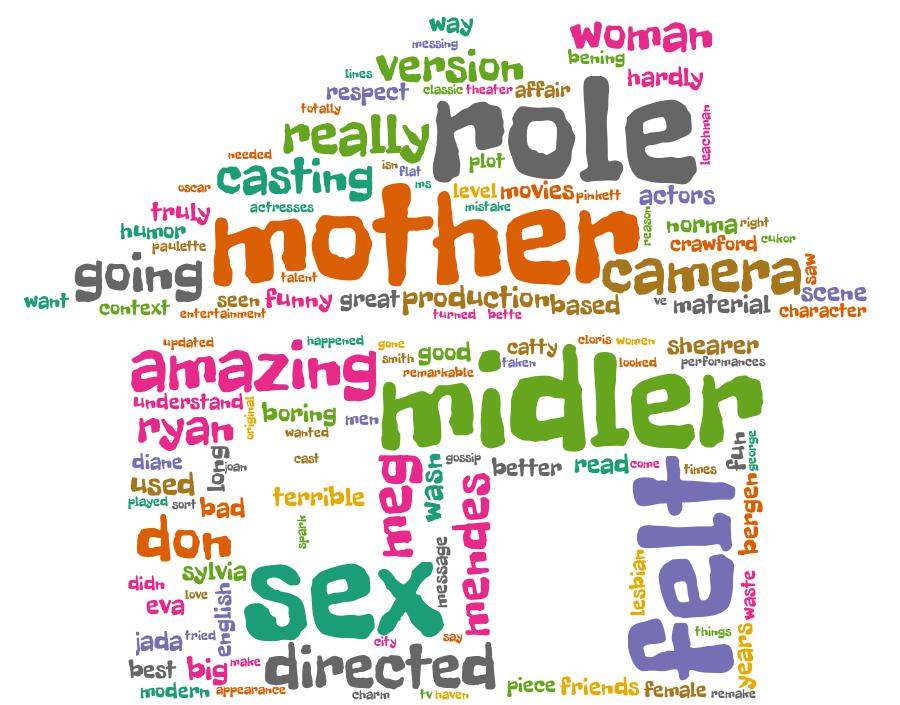 way
messing
woman
bening
lines
version
hardly
respect
classic
theater
affair
totally
really
role
leachman
plot
needed
casting
isn
flat
oscar
ms
level
movies
pinkett
actors
truly
actresses
mother
mistake
reason
norma
right
humor
crawford
cukor
paulette
going
talent
camera
saw
want
context
seen
funny
great
production
based
ve
material
scene
entertainment
turned
bette
character
updated
happened
gone
smith
good
catty
cloris
women
shearer
amazing
remarkable
taken
looked
performances
understand
original
boring
men
midler
ryan
wanted
diane
long
joan
cast
meg
wasn
gossip
better
read
come
times
fun
george
used
played
sort
bad
terrible
mendes
felt
bergen
don
spark
message
lesbian
waste
didn
sylvia
sex
love
eva
english
jada
tried
city
say
things
years
best
big
make
directed
modern
appearance
charm
tv
haven
piece
friends
female
remake